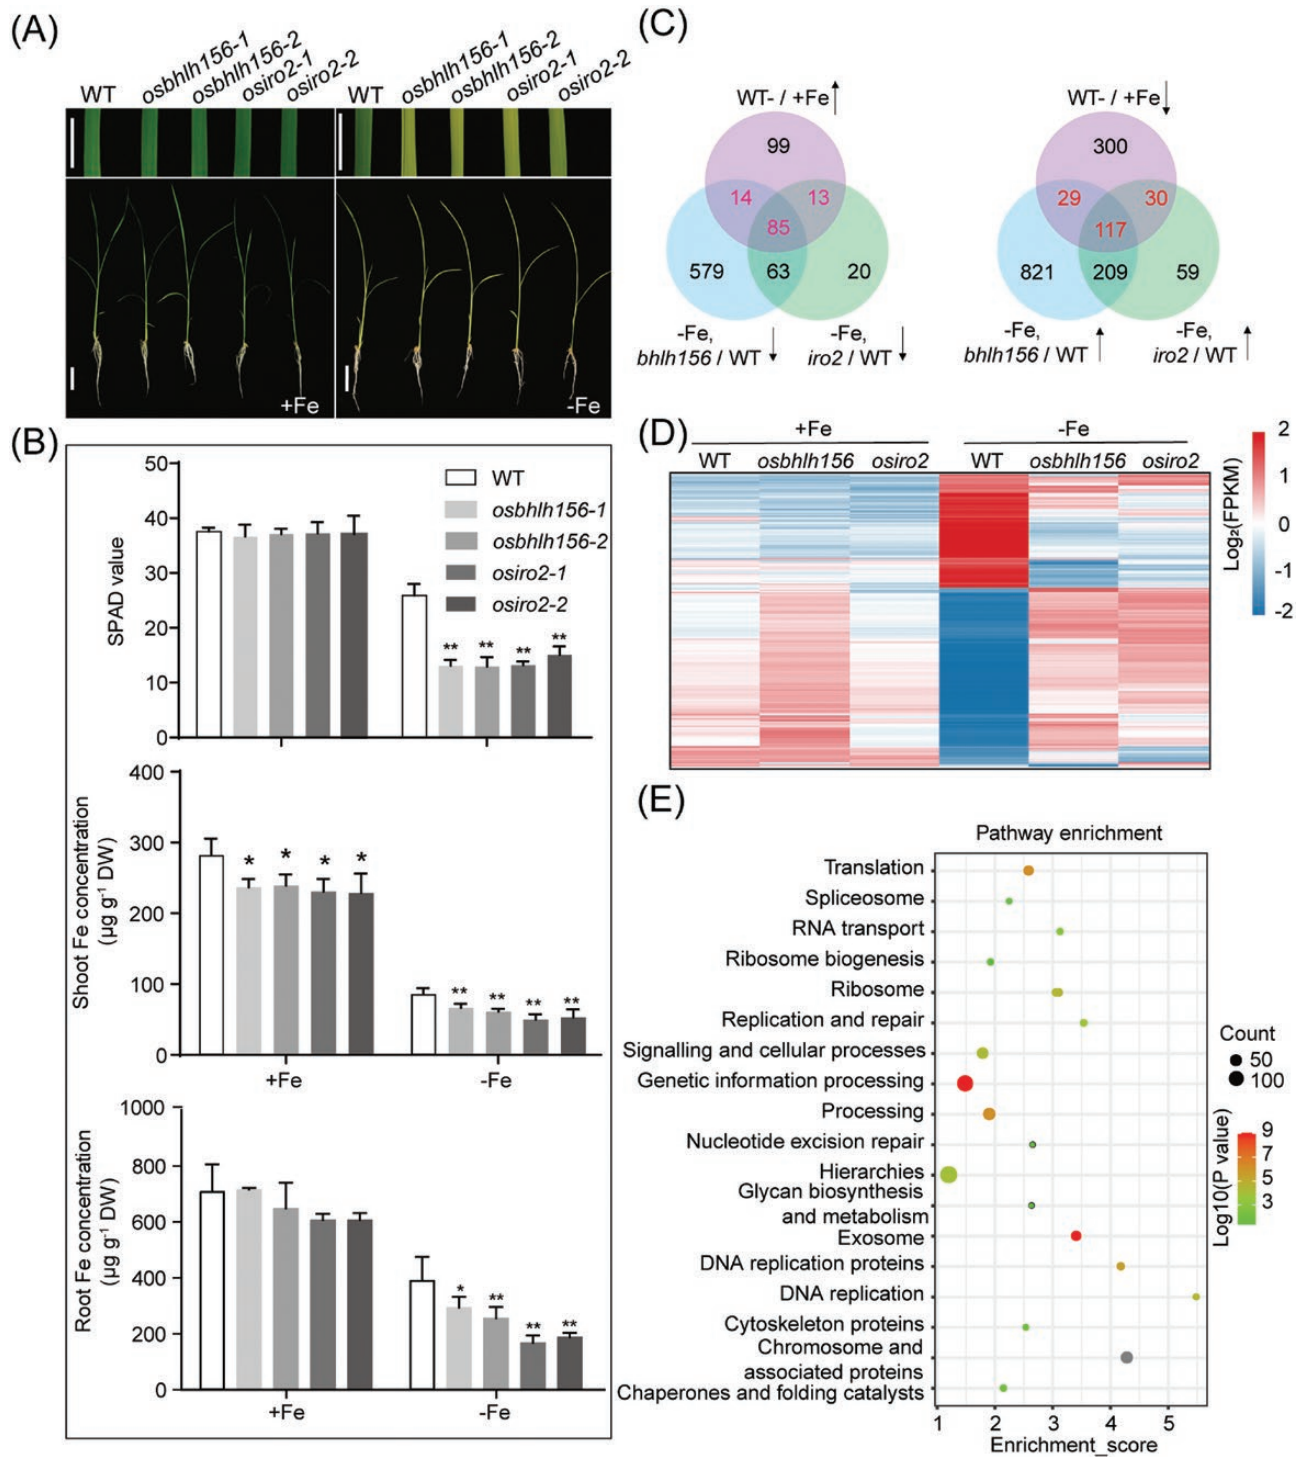 (A)
WT osbhlh156-1 osbhlh156-2 osiro2-1 osiro2-2
WT osbhlh156-1 osbhlh156-2 osiro2-1 osiro2-2
+Fe
-Fe
(B)
50
40
30
20
10
0
SPAD value
WT
osbhlh156-1
osbhlh156-2
osiro2-1
osiro2-2
** ** ** **
400
300
200
100
0
Shoot Fe concentration
(µg g⁻¹ DW)
* * * *
** ** ** **
+Fe -Fe
1000
800
600
400
200
0
Root Fe concentration
(µg g⁻¹ DW)
* ** ** **
+Fe -Fe
(C)
WT- / +Fe↑
99
14 13
85
579 63 20
-Fe,
bhlh156 / WT ↓
-Fe,
iro2 / WT ↓
WT- / +Fe↓
300
29 30
117
821 209 59
-Fe,
bhlh156 / WT ↑
-Fe,
iro2 / WT ↑
(D)
+Fe -Fe
WT osbhlh156 osiro2 WT osbhlh156 osiro2
Log₂(FPKM)
2
1
0
-1
-2
(E)
Pathway enrichment
Translation
Spliceosome
RNA transport
Ribosome biogenesis
Ribosome
Replication and repair
Signalling and cellular processes
Genetic information processing
Processing
Nucleotide excision repair
Hierarchies
Glycan biosynthesis
and metabolism
Exosome
DNA replication proteins
DNA replication
Cytoskeleton proteins
Chromosome and
associated proteins
Chaperones and folding catalysts
1 2 3 4 5
Enrichment_score
Count
50
100
Log10(P value)
9
7
5
3